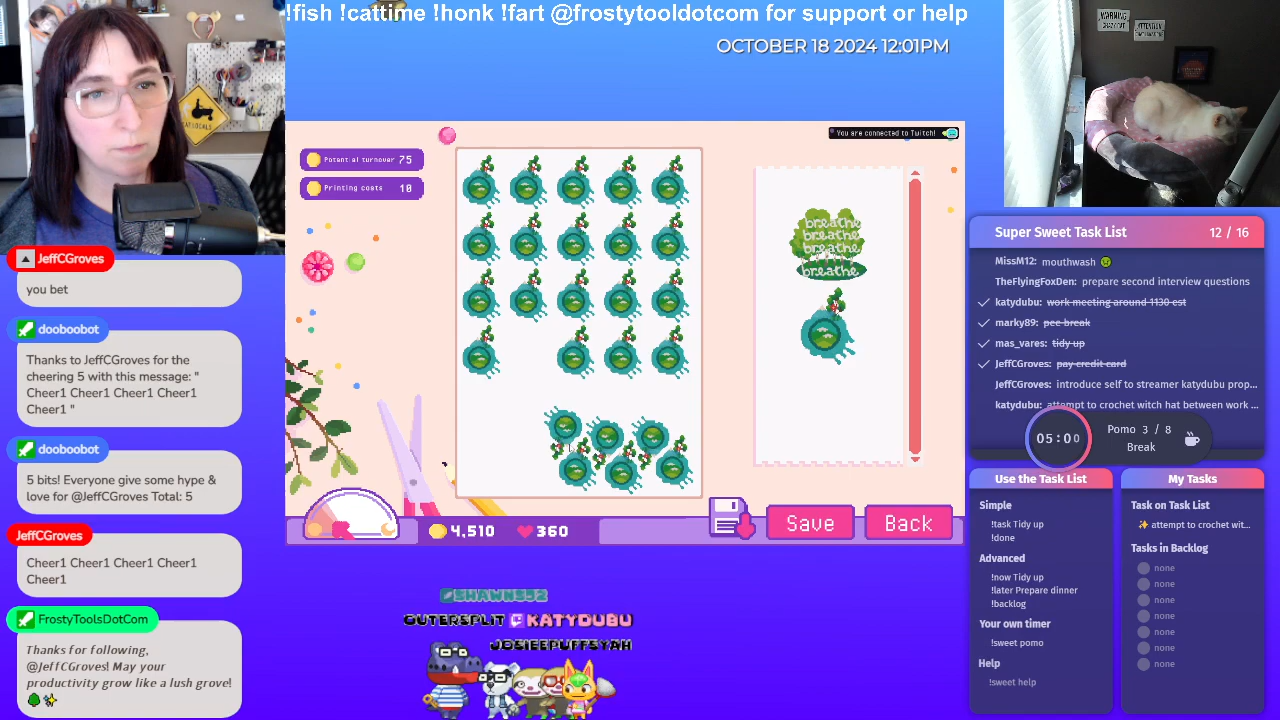 !fish !cattime !honk !fart @frostytooldotcom for support or help
OCTOBER 18 2024 12:01PM
WARNING
ATTENTION
CAT LOCALS
You are connected to Twitch!
Potential turnover 75
Printing costs 10
breathe
breathe
breathe
breathe
4,510
360
Save
Back
JeffCGroves
you bet
dooboobot
Thanks to JeffCGroves for the
cheering 5 with this message: "
Cheer1 Cheer1 Cheer1 Cheer1
Cheer1 "
dooboobot
5 bits! Everyone give some hype &
love for @JeffCGroves Total: 5
JeffCGroves
Cheer1 Cheer1 Cheer1 Cheer1
Cheer1
FrostyToolsDotCom
Thanks for following,
@JeffCGroves! May your
productivity grow like a lush grove!
SHAWNSJ2
OUTERSPLIT
KATYDUBU
JOSIEEPUFFSYAH
Super Sweet Task List 12 / 16
MissM12: mouthwash
TheFlyingFoxDen: prepare second interview questions
katydubu: work meeting around 1130 est
marky89: pee break
mas_vares: tidy up
JeffCGroves: pay credit card
JeffCGroves: introduce self to streamer katydubu prop...
katydubu: attempt to crochet witch hat between work ...
05:00
Pomo 3 / 8
Break
Use the Task List
Simple
!task Tidy up
!done
Advanced
!now Tidy up
!later Prepare dinner
!backlog
Your own timer
!sweet pomo
Help
!sweet help
My Tasks
Task on Task List
attempt to crochet wit...
Tasks in Backlog
none
none
none
none
none
none
none